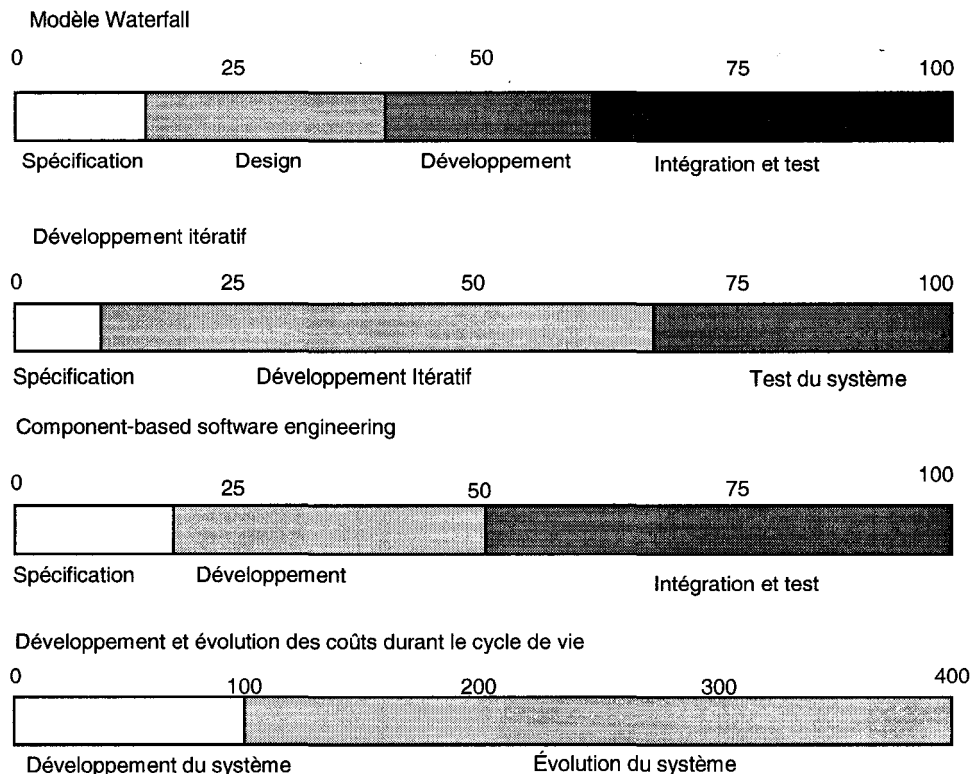 Modèle Waterfall
0 25 50 75 100
Spécification Design Développement Intégration et test
Développement itératif
0 25 50 75 100
Spécification Développement Itératif Test du système
Component-based software engineering
0 25 50 75 100
Spécification Développement Intégration et test
Développement et évolution des coûts durant le cycle de vie
0 100 200 300 400
Développement du système Évolution du système